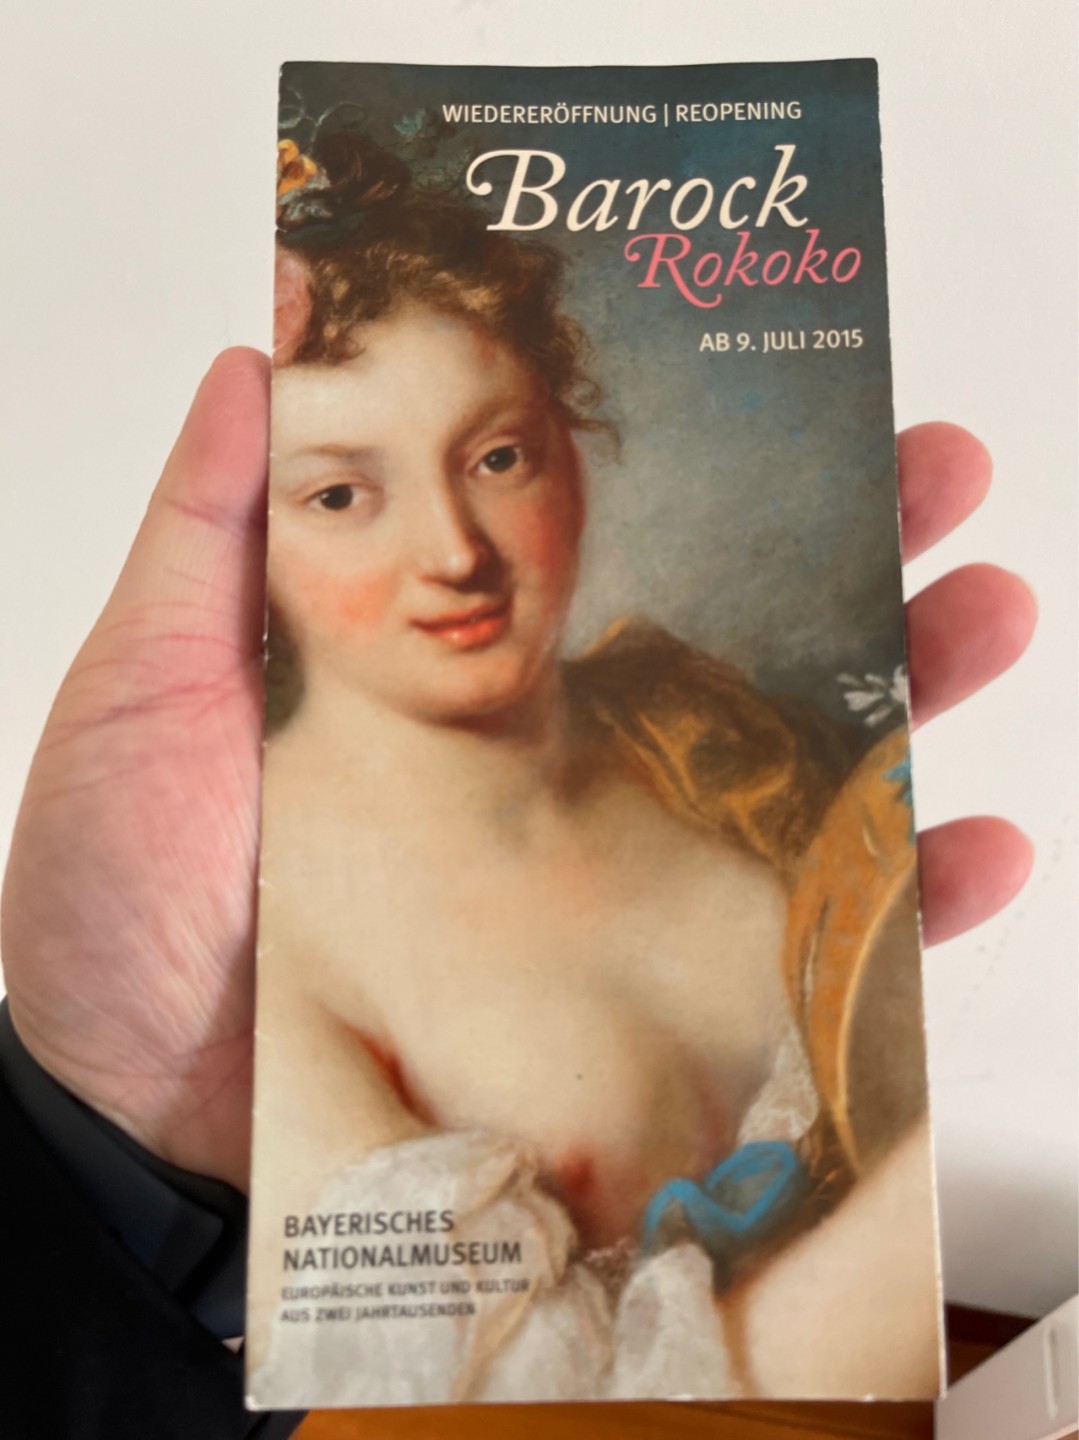 WIEDERERÖFFNUNG | REOPENING
Barock
Rokoko
AB 9. JULI 2015
BAYERISCHES
NATIONALMUSEUM
EUROPÄISCHE KUNST UND KULTUR
AUS ZWEI JAHRTAUSENDEN